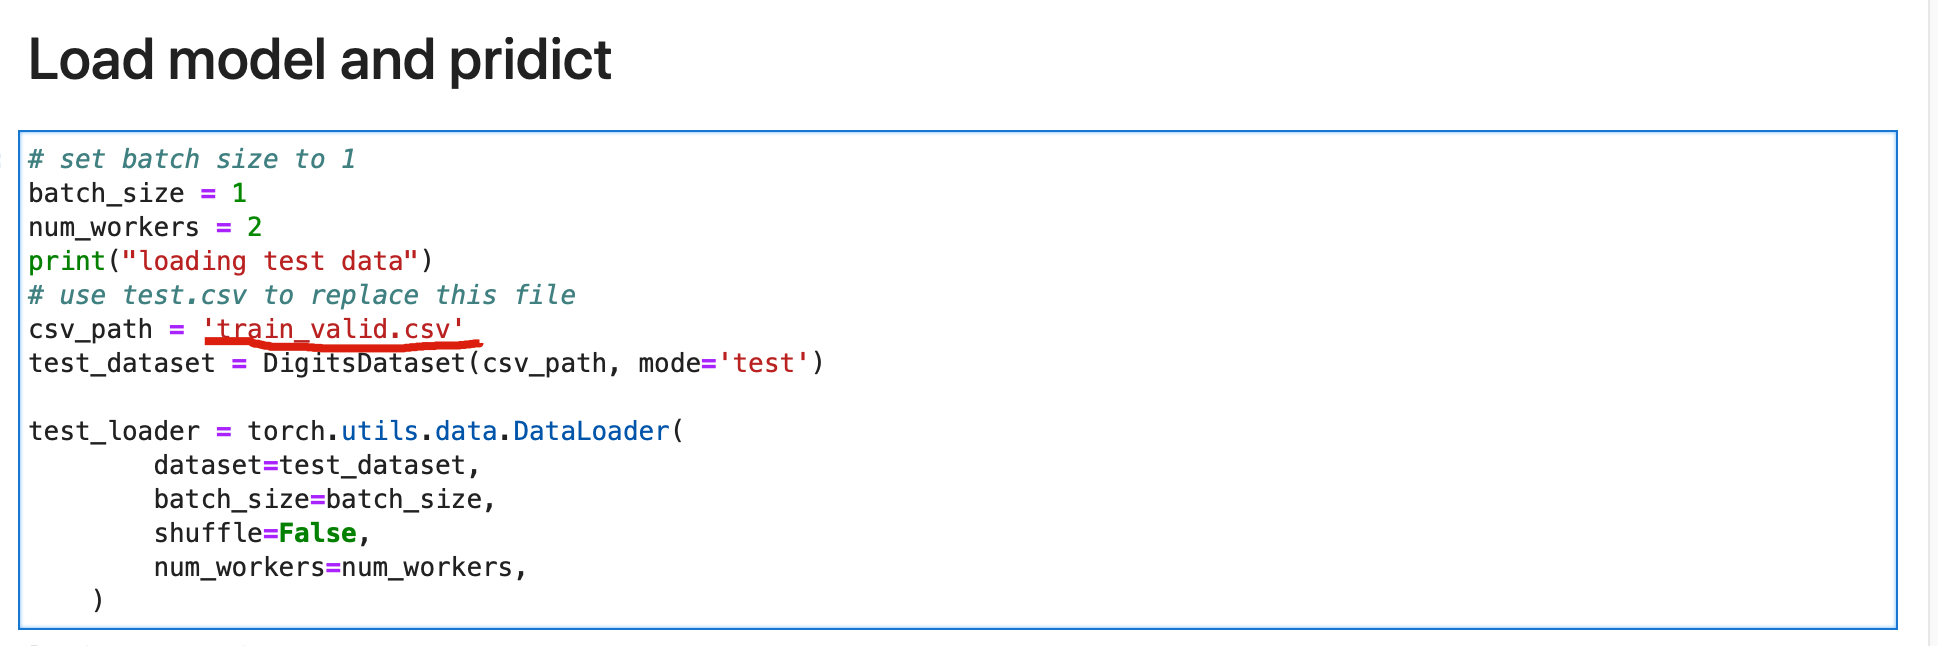 Load model and pridict
# set batch size to 1
batch_size = 1
num_workers = 2
print("loading test data")
# use test.csv to replace this file
csv_path = 'train_valid.csv'
test_dataset = DigitsDataset(csv_path, mode='test')
test_loader = torch.utils.data.DataLoader(
        dataset=test_dataset,
        batch_size=batch_size,
        shuffle=False,
        num_workers=num_workers,
    )